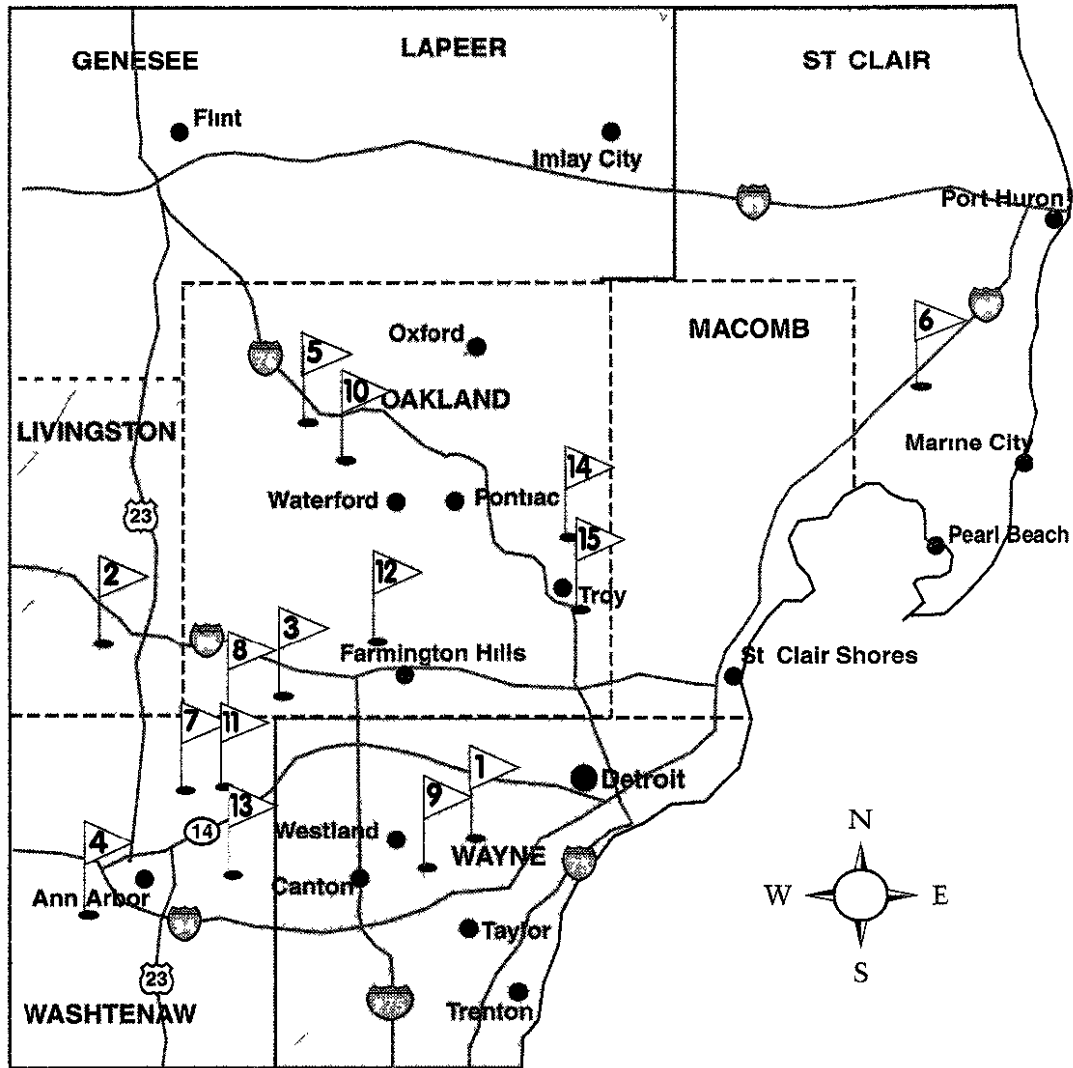 GENESEE
LAPEER
ST CLAIR
Flint
Imlay City
Port Huron
MACOMB
6
Oxford
5
10
OAKLAND
LIVINGSTON
Marine City
14
Waterford
Pontiac
23
15
Pearl Beach
2
12
Troy
3
8
Farmington Hills
St Clair Shores
7
11
1
Detroit
9
13
14
Westland
4
WAYNE
N
Ann Arbor
Canton
W
E
Taylor
S
23
WASHTENAW
Trenton